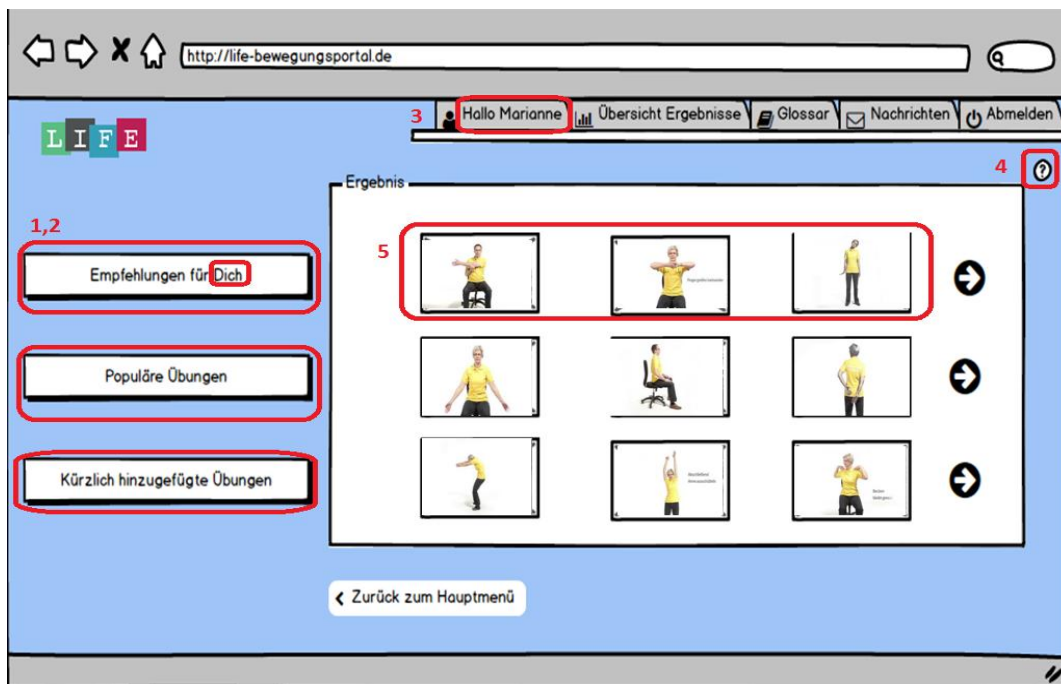 http://life-bewegungsportal.de
3 Hallo Marianne Übersicht Ergebnisse Glossar Nachrichten Abmelden
LIFE
4 ?
Ergebnis
1,2
5
Empfehlungen für Dich
Populäre Übungen
Kürzlich hinzugefügte Übungen
Zurück zum Hauptmenü